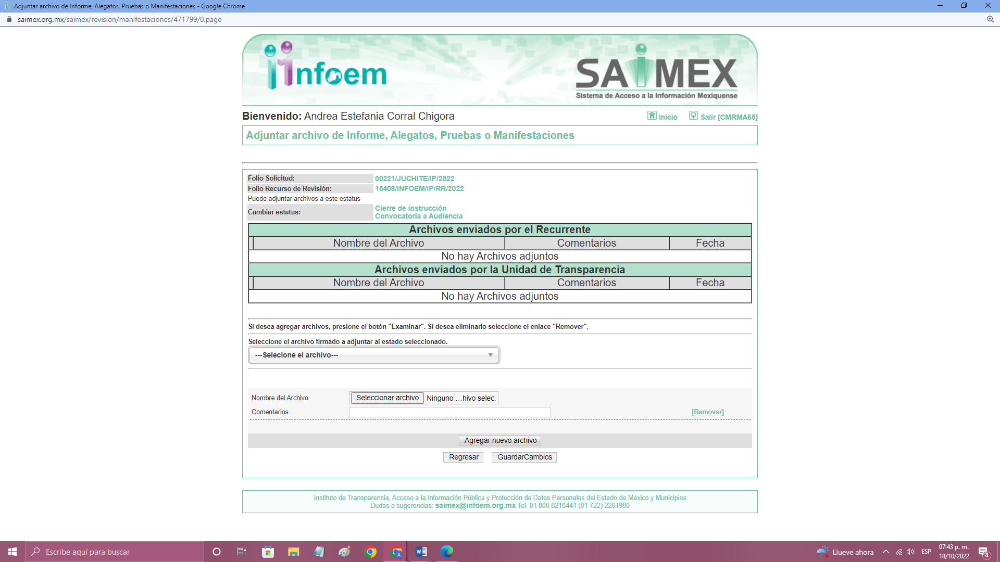 Adjuntar archivo de Informe, Alegatos, Pruebas o Manifestaciones - Google Chrome
saimex.org.mx/saimex/revision/manifestaciones/471799/0.page
infoem
SAIMEX
Sistema de Acceso a la Información Mexiquense
Bienvenido: Andrea Estefania Corral Chigora
Inicio Salir [CMRMA65]
Adjuntar archivo de Informe, Alegatos, Pruebas o Manifestaciones
Folio Solicitud: 00221/JUCHITE/IP/2022
Folio Recurso de Revisión: 15408/INFOEM/IP/RR/2022
Puede adjuntar archivos a este estatus
Cambiar estatus: Cierre de instrucción
Convocatoria a Audiencia
Archivos enviados por el Recurrente
Nombre del Archivo Comentarios Fecha
No hay Archivos adjuntos
Archivos enviados por la Unidad de Transparencia
Nombre del Archivo Comentarios Fecha
No hay Archivos adjuntos
Si desea agregar archivos, presione el botón "Examinar". Si desea eliminarlo seleccione el enlace "Remover".
Seleccione el archivo firmado a adjuntar al estado seleccionado.
---Selecione el archivo---
Nombre del Archivo Seleccionar archivo Ninguno ...hivo selec.
Comentarios [Remover]
Agregar nuevo archivo
Regresar GuardarCambios
Instituto de Transparencia, Acceso a la Información Pública y Protección de Datos Personales del Estado de México y Municipios
Dudas o sugerencias: saimex@infoem.org.mx Tel. 01 800 8210441 (01 722) 2261980
Escribe aquí para buscar
Llueve ahora
ESP
07:43 p. m.
18/10/2022
4